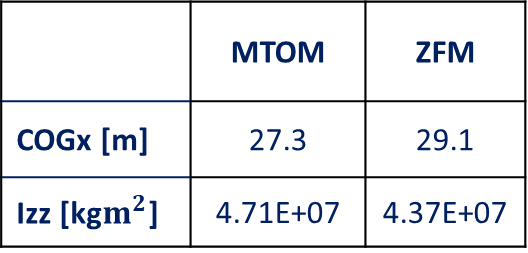 MTOM ZFM
COGx [m] 27.3 29.1
Izz [kgm²] 4.71E+07 4.37E+07